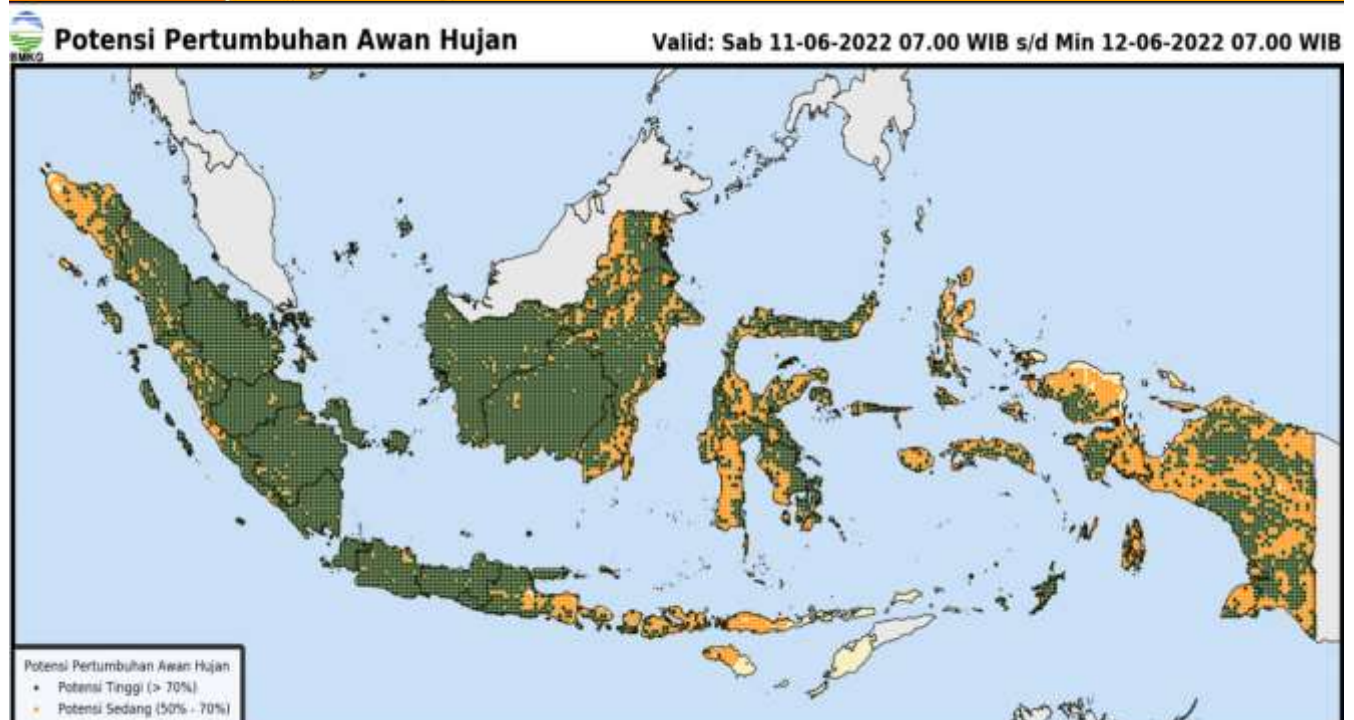 Potensi Pertumbuhan Awan Hujan
Valid: Sab 11-06-2022 07.00 WIB s/d Min 12-06-2022 07.00 WIB
BMKG
Potensi Pertumbuhan Awan Hujan
Potensi Tinggi (> 70%)
Potensi Sedang (50% - 70%)